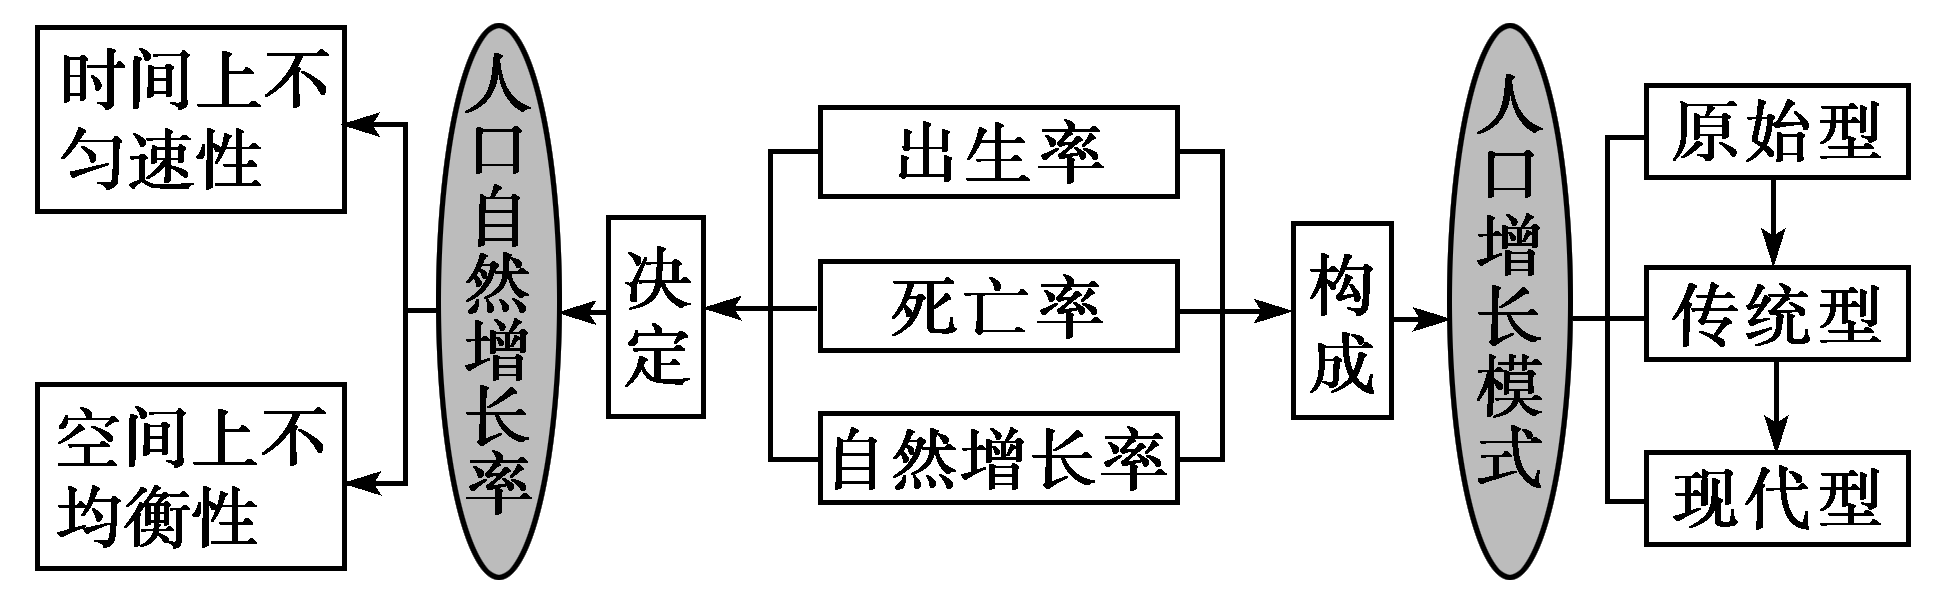 时间上不
匀速性
空间上不
均衡性
人口自然增长率
决定
出生率
死亡率
自然增长率
构成
人口增长模式
原始型
传统型
现代型